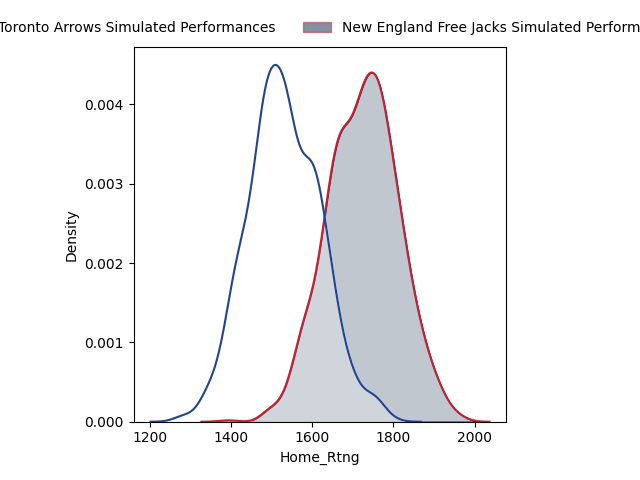 Toronto Arrows Simulated Performances New England Free Jacks Simulated Perform
0.004
0.003
0.002
0.001
0.000
Density
1200 1400 1600 1800 2000
Home_Rtng